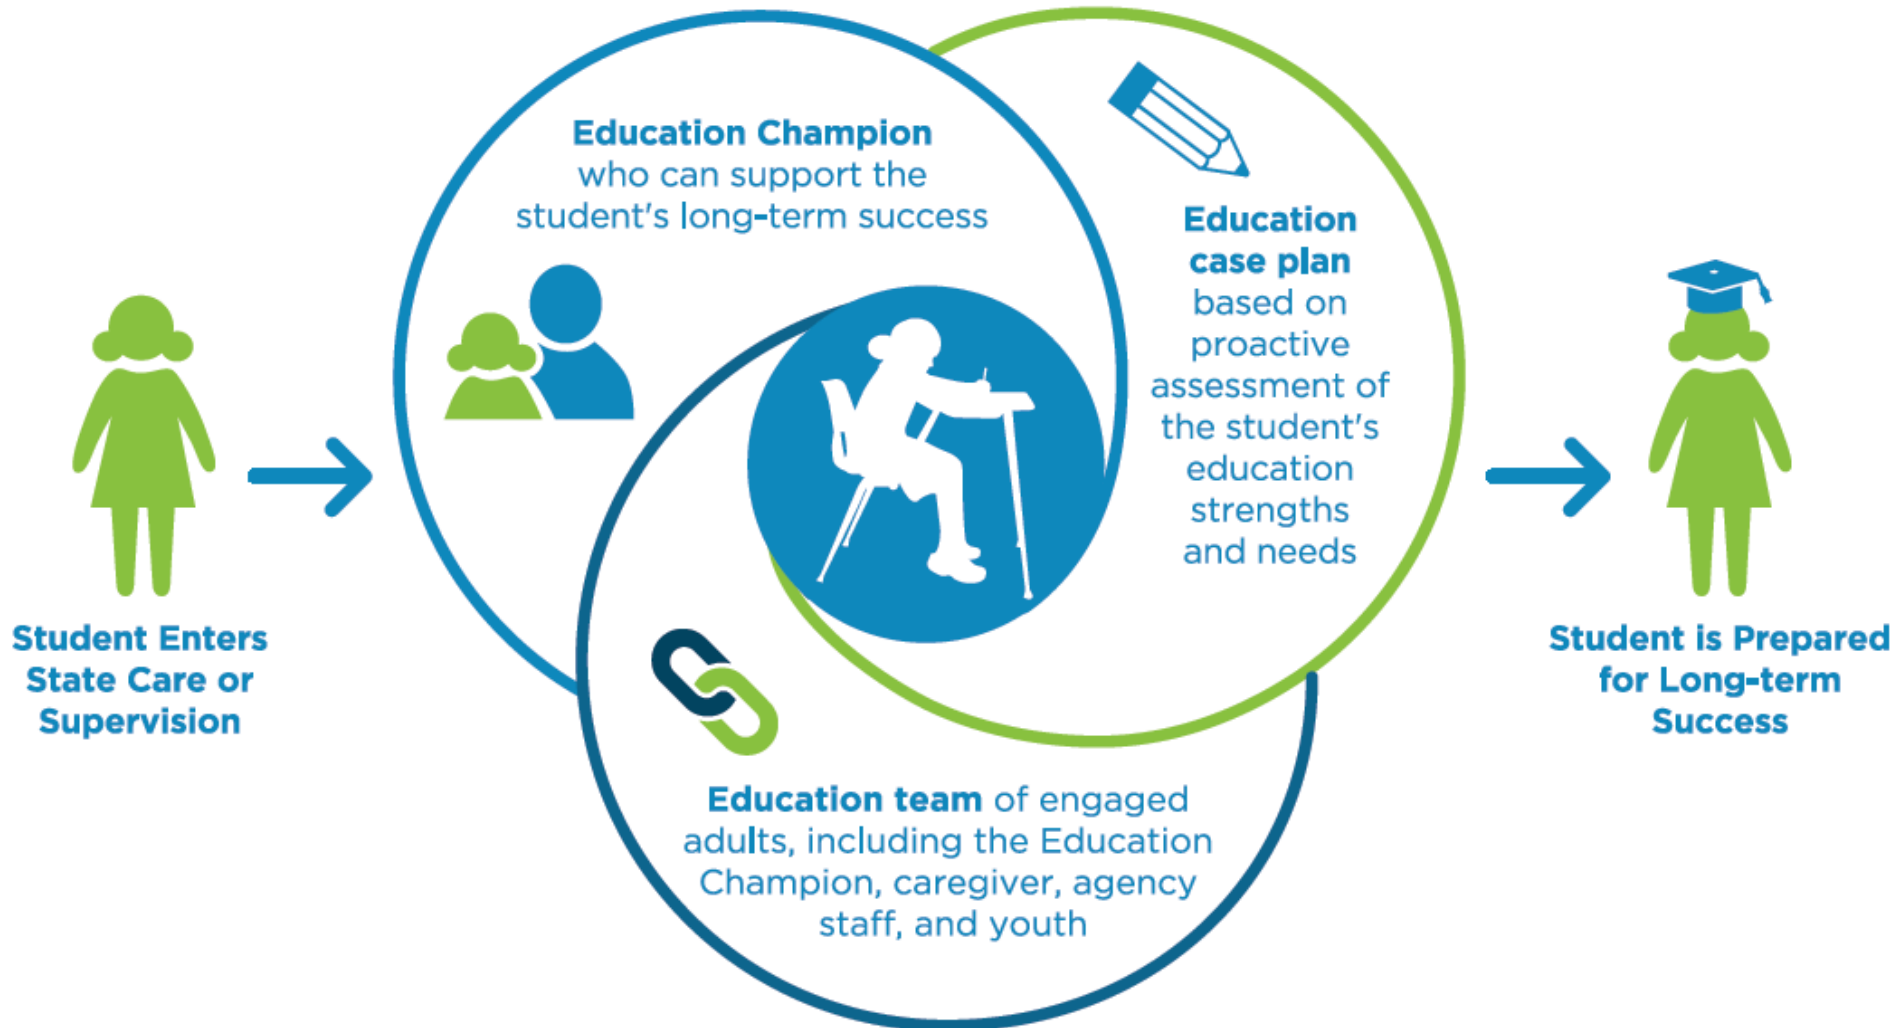 Education Champion
who can support the
student's long-term success
Education
case plan
based on
proactive
assessment of
the student's
education
strengths
and needs
Student Enters
State Care or
Supervision
Student is Prepared
for Long-term
Success
Education team of engaged
adults, including the Education
Champion, caregiver, agency
staff, and youth